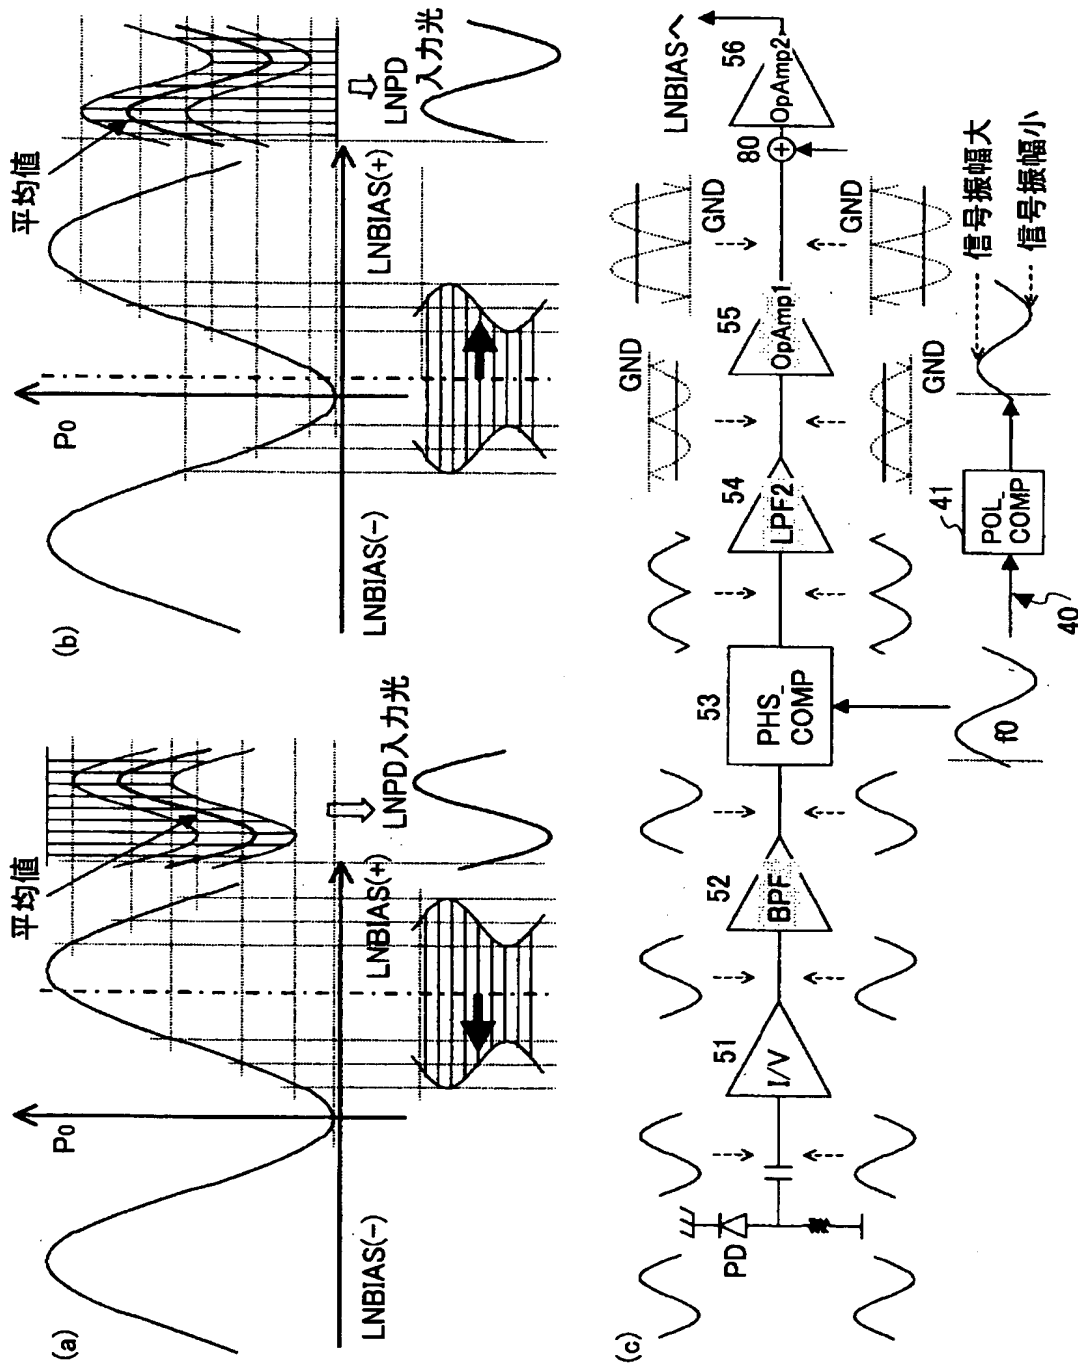 (a)
P0
平均値
LNBIAS(-)
LNBIAS(+)
LNPD入力光
(b)
P0
平均値
LNBIAS(-)
LNBIAS(+)
LNPD
入力光
(c)
PD
51
I/V
52
BPF
53
PHS_
COMP
54
LPF2
55
OpAmp1
80
+
56
OpAmp2
LNBIASへ
GND
GND
GND
GND
f0
40
41
POL_
COMP
信号振幅大
信号振幅小